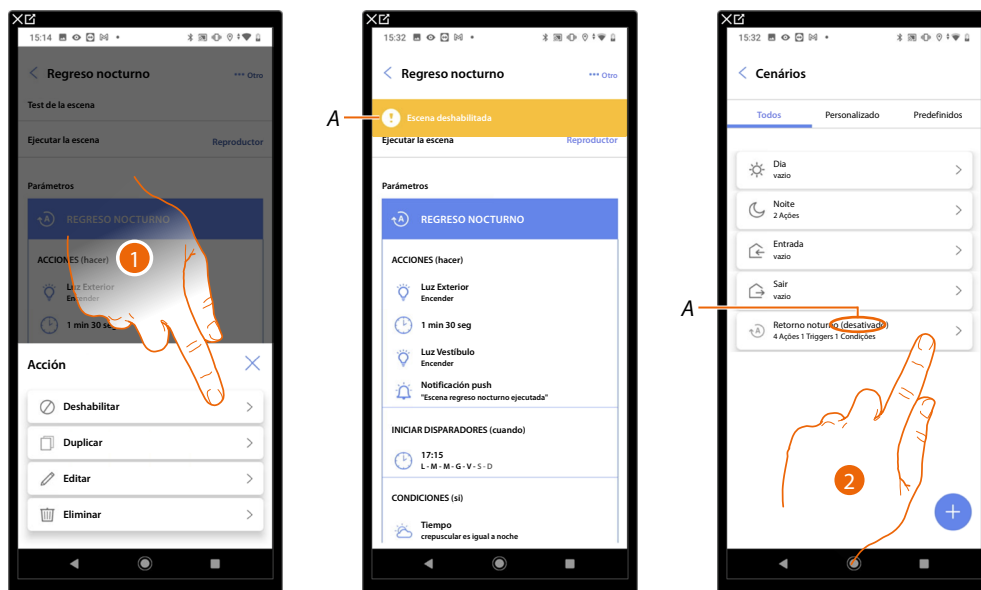 15:14
Regreso nocturno
••• Otro
Test de la escena
Ejecutar la escena
Reproductor
Parámetros
REGRESO NOCTURNO
ACCIONES (hacer)
Luz Exterior
Encender
1 min 30 seg
1
Acción
Deshabilitar
Duplicar
Editar
Eliminar
A
15:32
Regreso nocturno
••• Otro
Escena deshabilitada
Ejecutar la escena
Reproductor
Parámetros
REGRESO NOCTURNO
ACCIONES (hacer)
Luz Exterior
Encender
1 min 30 seg
Luz Vestíbulo
Encender
Notificación push
"Escena regreso nocturno ejecutada"
INICIAR DISPARADORES (cuando)
17:15
L - M - M - G - V - S - D
CONDICIONES (si)
Tiempo
crepuscular es igual a noche
A
15:32
Cenários
Todos
Personalizado
Predefinidos
Dia
vazio
Noite
2 Ações
Entrada
vazio
Sair
vazio
Retorno noturno (desativado)
4 Ações 1 Triggers 1 Condições
2